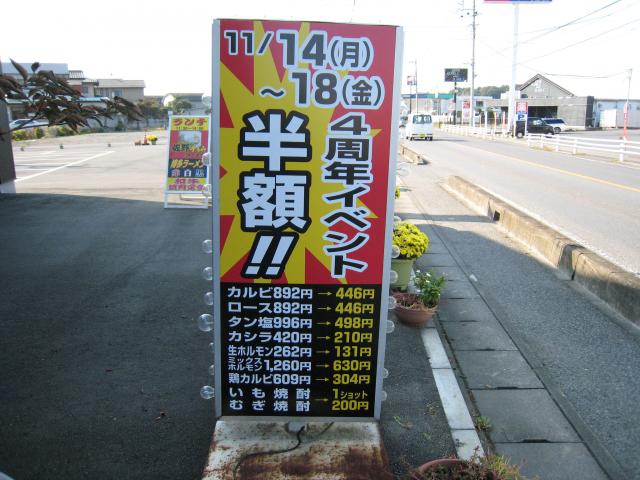 11/14(月)
～18(金)
4周年イベント
半額!!
カルビ892円→446円
ロース892円→446円
タン塩996円→498円
カシラ420円→210円
生ホルモン262円→131円
ミックス
ホルモン1,260円→630円
鶏カルビ609円→304円
いも焼酎
むぎ焼酎
→1ショット
200円
ランチ
博多ラーメン